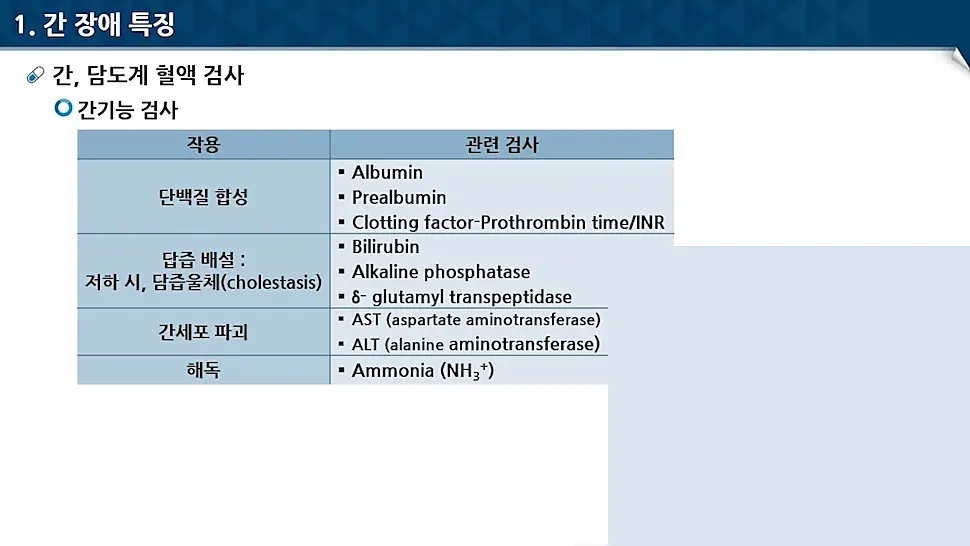 1. 간 장애 특징
간, 담도계 혈액 검사
간기능 검사
작용
관련 검사
단백질 합성
▪ Albumin
▪ Prealbumin
▪ Clotting factor-Prothrombin time/INR
답즙 배설 :
저하 시, 담즙울체(cholestasis)
▪ Bilirubin
▪ Alkaline phosphatase
▪ δ- glutamyl transpeptidase
간세포 파괴
▪ AST (aspartate aminotransferase)
▪ ALT (alanine aminotransferase)
해독
▪ Ammonia (NH₃⁺)